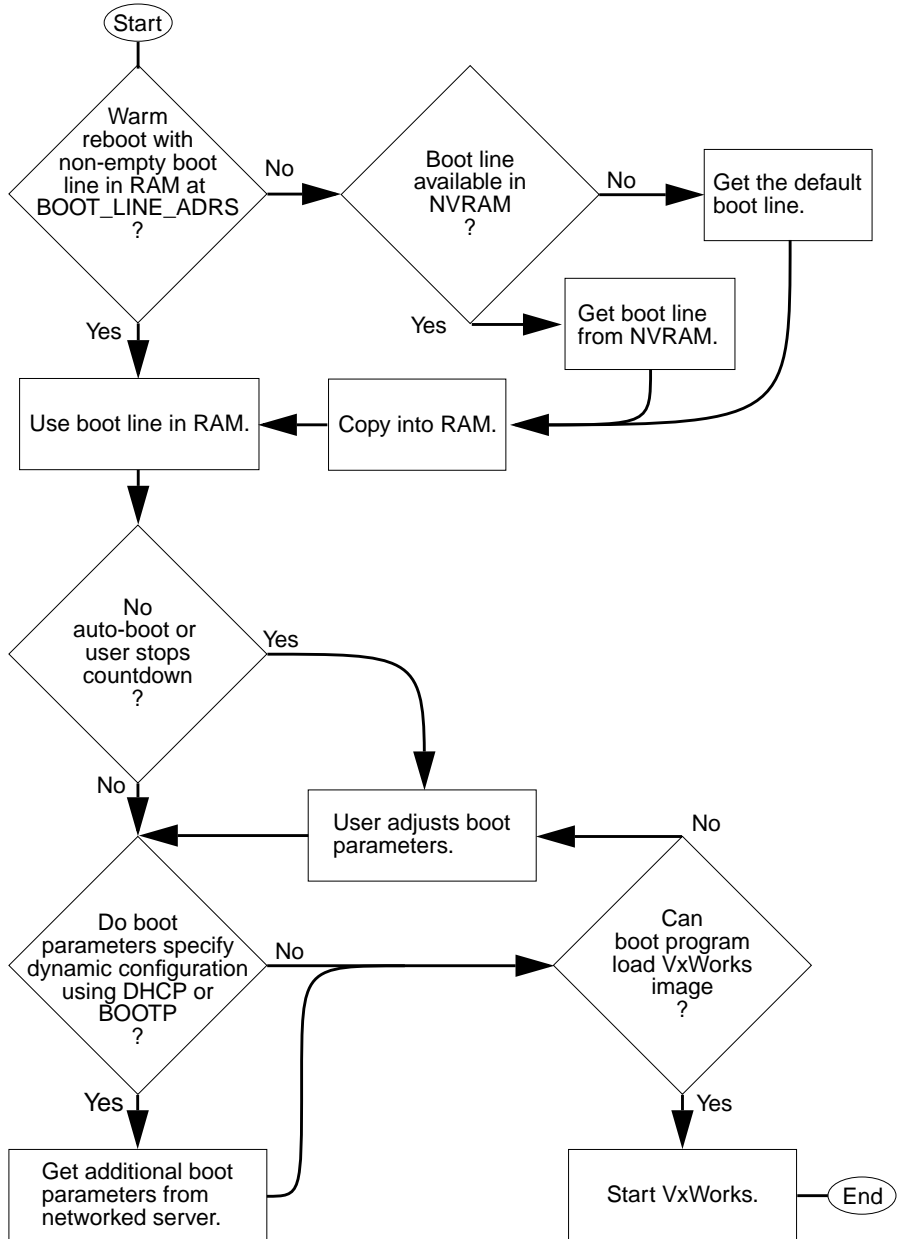 Start
Warm
reboot with
non-empty boot
line in RAM at
BOOT_LINE_ADRS
?
No
Boot line
available in
NVRAM
?
No
Get the default
boot line.
Yes
Yes
Get boot line
from NVRAM.
Use boot line in RAM.
Copy into RAM.
No
auto-boot or
user stops
countdown
?
Yes
No
User adjusts boot
parameters.
No
Do boot
parameters specify
dynamic configuration
using DHCP or
BOOTP
?
No
Can
boot program
load VxWorks
image
?
Yes
Yes
Get additional boot
parameters from
networked server.
Start VxWorks.
End